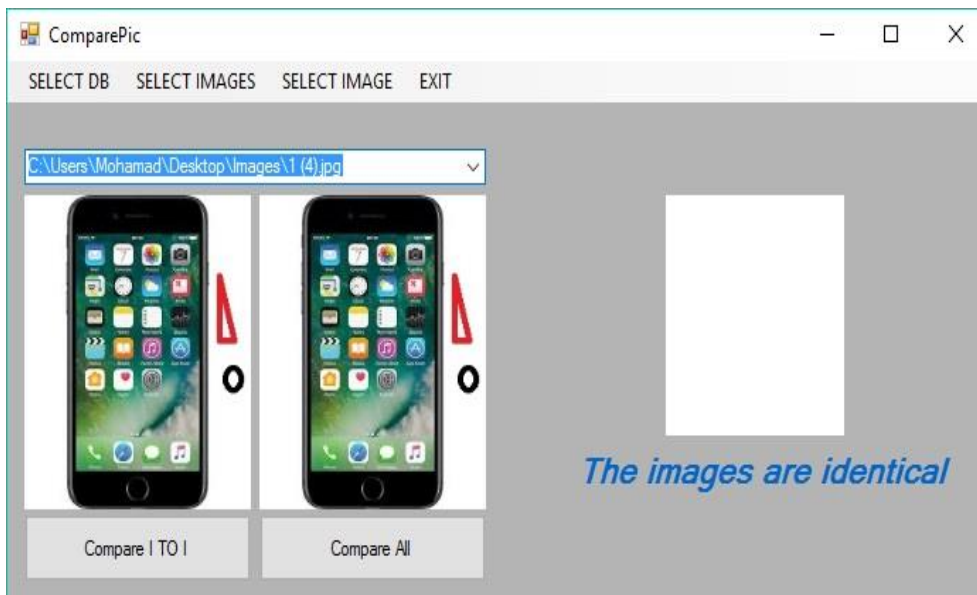 ComparePic
SELECT DB SELECT IMAGES SELECT IMAGE EXIT
C:\Users\Mohamad\Desktop\Images\1 (4).jpg
The images are identical
Compare I TO I Compare All